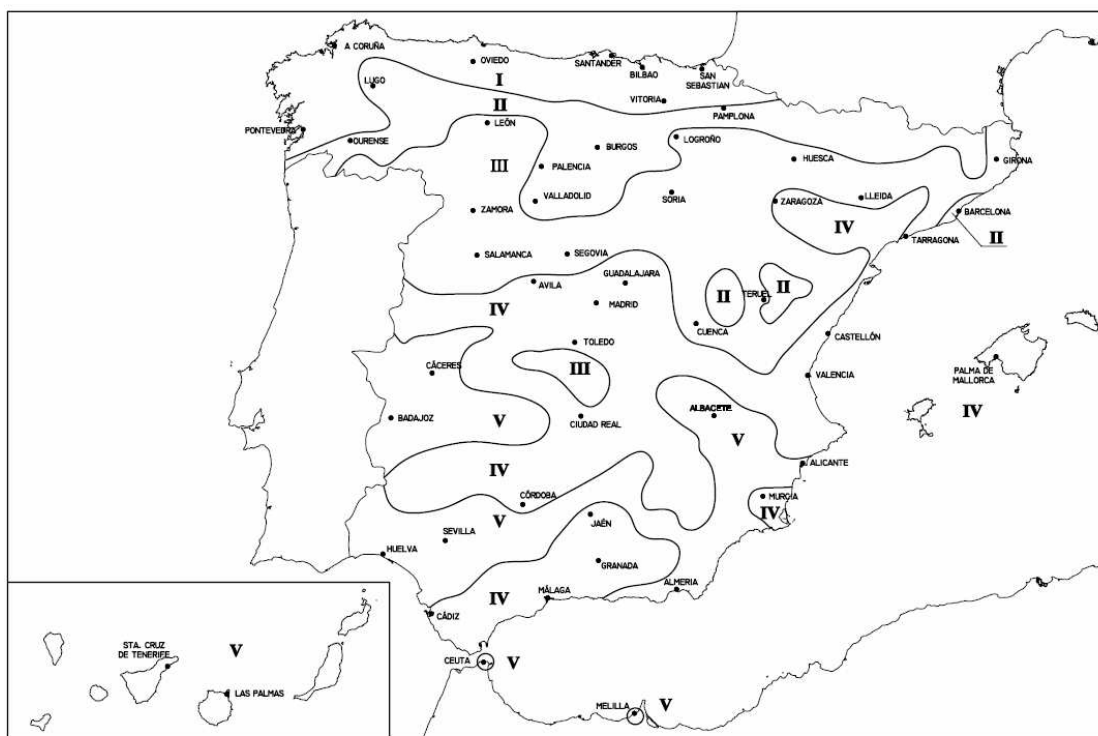 A CORUÑA
OVIEDO
SANTANDER
BILBAO
SAN
SEBASTIAN
LUGO
I
VITORIA
II
PAMPLONA
LEÓN
PONTEVEDRA
OURENSE
BURGOS
LOGROÑO
HUESCA
GIRONA
III
PALENCIA
VALLADOLID
SORIA
ZARAGOZA
LLEIDA
ZAMORA
BARCELONA
IV
II
TARRAGONA
SALAMANCA
SEGOVIA
GUADALAJARA
AVILA
II
II
TERUEL
IV
MADRID
CUENCA
CASTELLÓN
TOLEDO
CÁCERES
III
VALENCIA
PALMA DE
MALLORCA
IV
BADAJOZ
V
CIUDAD REAL
ALBACETE
V
IV
ALICANTE
CÓRDOBA
MURCIA
IV
V
JAÉN
SEVILLA
HUELVA
GRANADA
ALMERIA
MÁLAGA
IV
CÁDIZ
STA. CRUZ
DE TENERIFE
V
CEUTA
V
LAS PALMAS
MELILLA
V